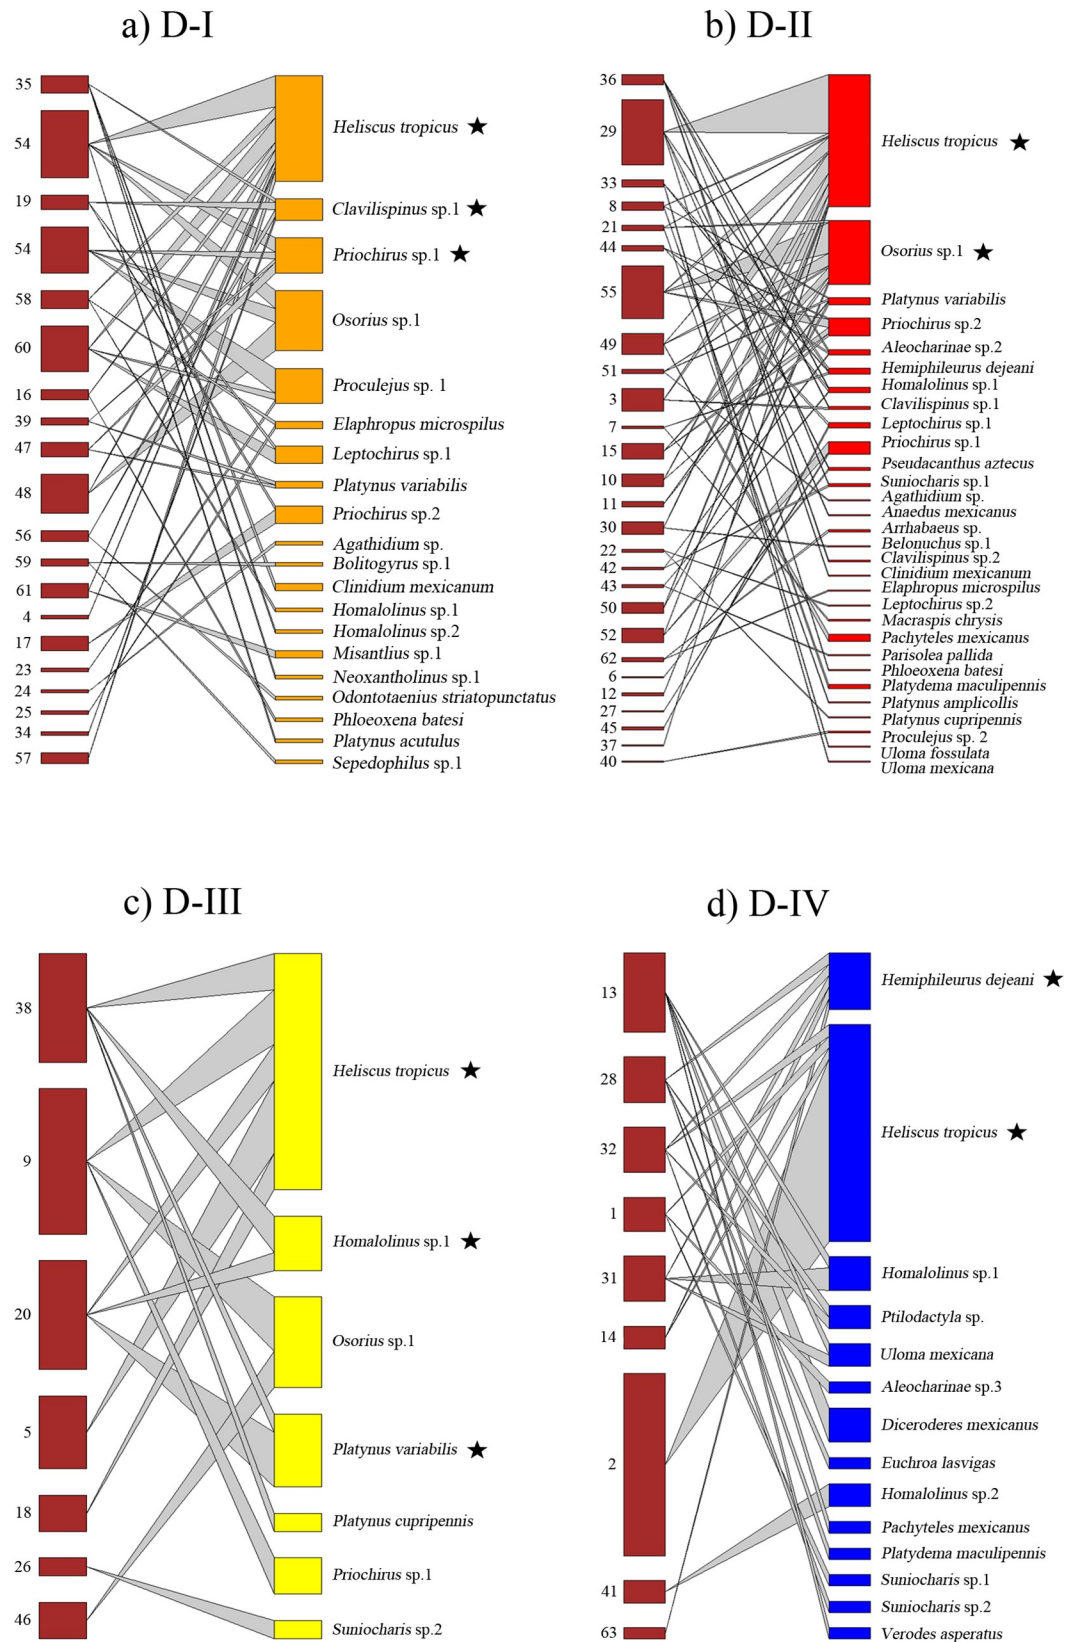 a) D-I
35
54
19
54
58
60
16
39
47
48
56
59
61
4
17
23
24
25
34
57
Heliscus tropicus ★
Clavilispinus sp.1 ★
Priochirus sp.1 ★
Osorius sp.1
Proculejus sp. 1
Elaphropus microspilus
Leptochirus sp.1
Platynus variabilis
Priochirus sp.2
Agathidium sp.
Bolitogyrus sp.1
Clinidium mexicanum
Homalolinus sp.1
Homalolinus sp.2
Misantlius sp.1
Neoxantholinus sp.1
Odontotaenius striatopunctatus
Phloeoxena batesi
Platynus acutulus
Sepedophilus sp.1
b) D-II
36
29
33
8
21
44
55
49
51
3
7
15
10
11
30
22
42
43
50
52
62
6
12
27
45
37
40
Heliscus tropicus ★
Osorius sp.1 ★
Platynus variabilis
Priochirus sp.2
Aleocharinae sp.2
Hemiphileurus dejeani
Homalolinus sp.1
Clavilispinus sp.1
Leptochirus sp.1
Priochirus sp.1
Pseudacanthus aztecus
Suniocharis sp.1
Agathidium sp.
Anaedus mexicanus
Arrhabaeus sp.
Belonuchus sp.1
Clavilispinus sp.2
Clinidium mexicanum
Elaphropus microspilus
Leptochirus sp.2
Macraspis chrysis
Pachyteles mexicanus
Parisolea pallida
Phloeoxena batesi
Platydema maculipennis
Platynus amplicollis
Platynus cupripennis
Proculejus sp. 2
Uloma fossulata
Uloma mexicana
c) D-III
38
9
20
5
18
26
46
Heliscus tropicus ★
Homalolinus sp.1 ★
Osorius sp.1
Platynus variabilis ★
Platynus cupripennis
Priochirus sp.1
Suniocharis sp.2
d) D-IV
13
28
32
1
31
14
2
41
63
Hemiphileurus dejeani ★
Heliscus tropicus ★
Homalolinus sp.1
Ptilodactyla sp.
Uloma mexicana
Aleocharinae sp.3
Diceroderes mexicanus
Euchroa lasvigas
Homalolinus sp.2
Pachyteles mexicanus
Platydema maculipennis
Suniocharis sp.1
Suniocharis sp.2
Verodes asperatus